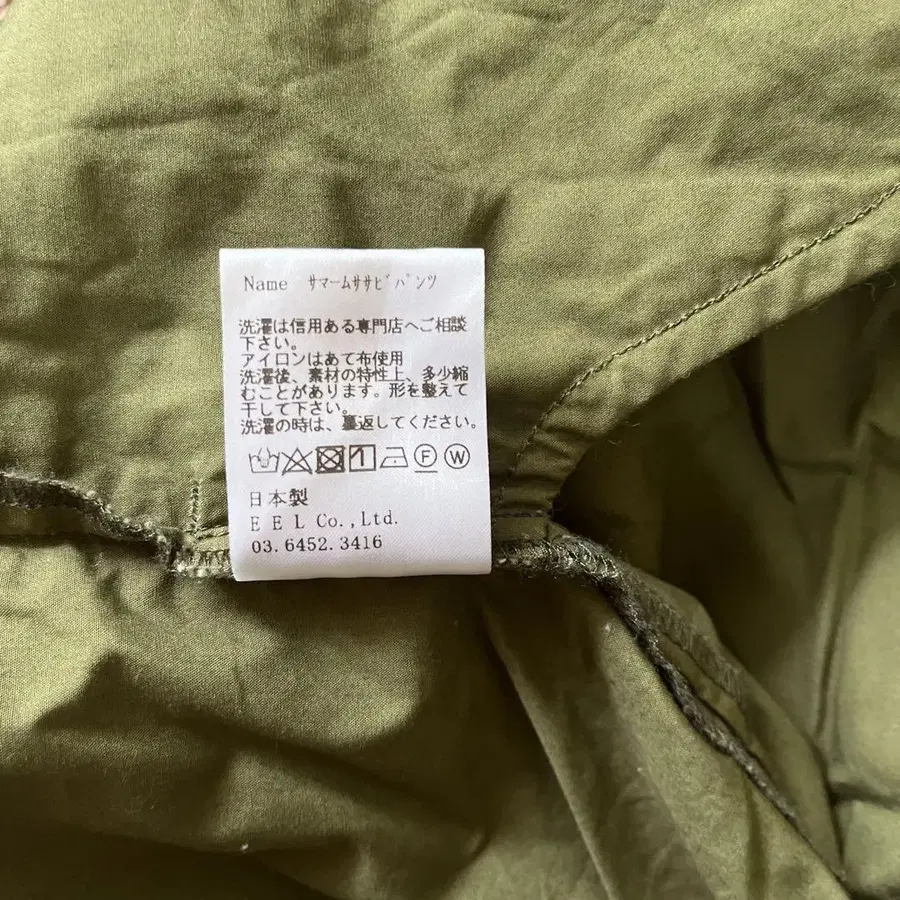 Name ｻﾏｰﾑｻｻﾋﾞﾊﾟﾝﾂ
洗濯は信用ある専門店へご相談
下さい。
アイロンはあて布使用
洗濯後、素材の特性上、多少縮
むことがあります。形を整えて
干して下さい。
洗濯の時は、裏返してください。
1 F W
日本製
E E L Co.,Ltd.
03.6452.3416